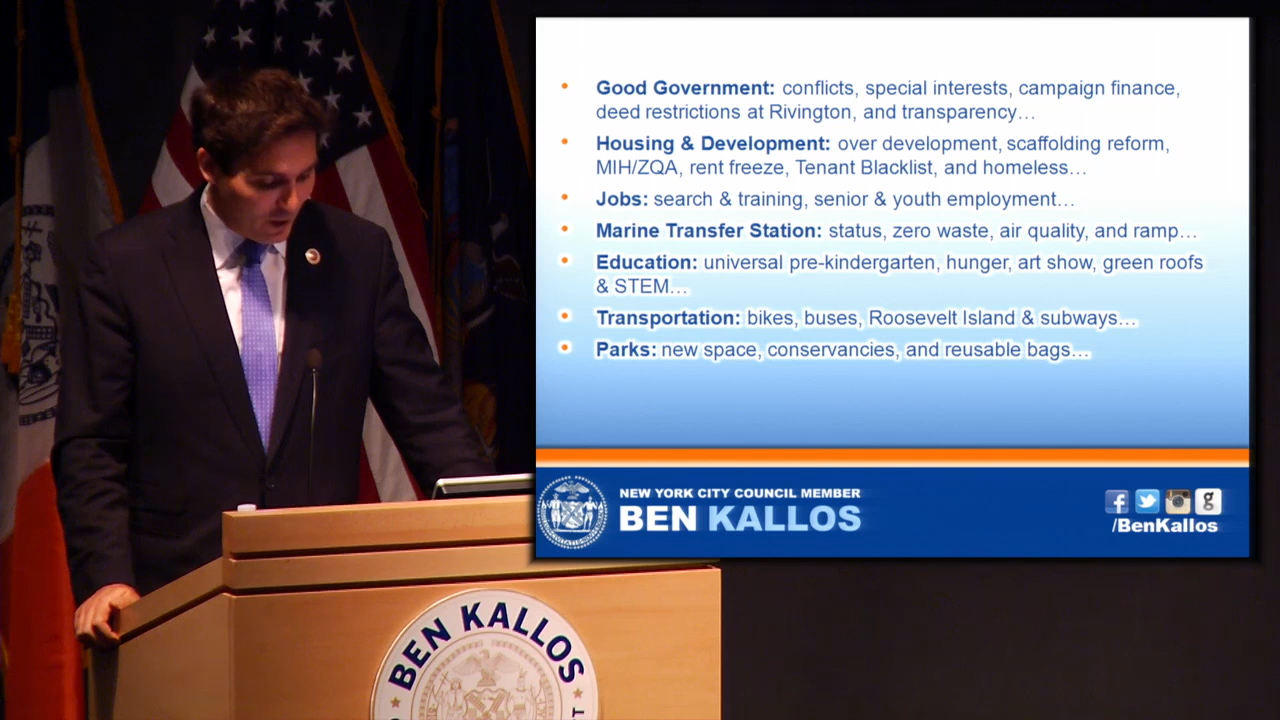 Good Government: conflicts, special interests, campaign finance,
deed restrictions at Rivington, and transparency…
Housing & Development: over development, scaffolding reform,
MIH/ZQA, rent freeze, Tenant Blacklist, and homeless…
Jobs: search & training, senior & youth employment…
Marine Transfer Station: status, zero waste, air quality, and ramp…
Education: universal pre-kindergarten, hunger, art show, green roofs
& STEM…
Transportation: bikes, buses, Roosevelt Island & subways…
Parks: new space, conservancies, and reusable bags…
NEW YORK CITY COUNCIL MEMBER
BEN KALLOS
/BenKallos
BEN KALLOS